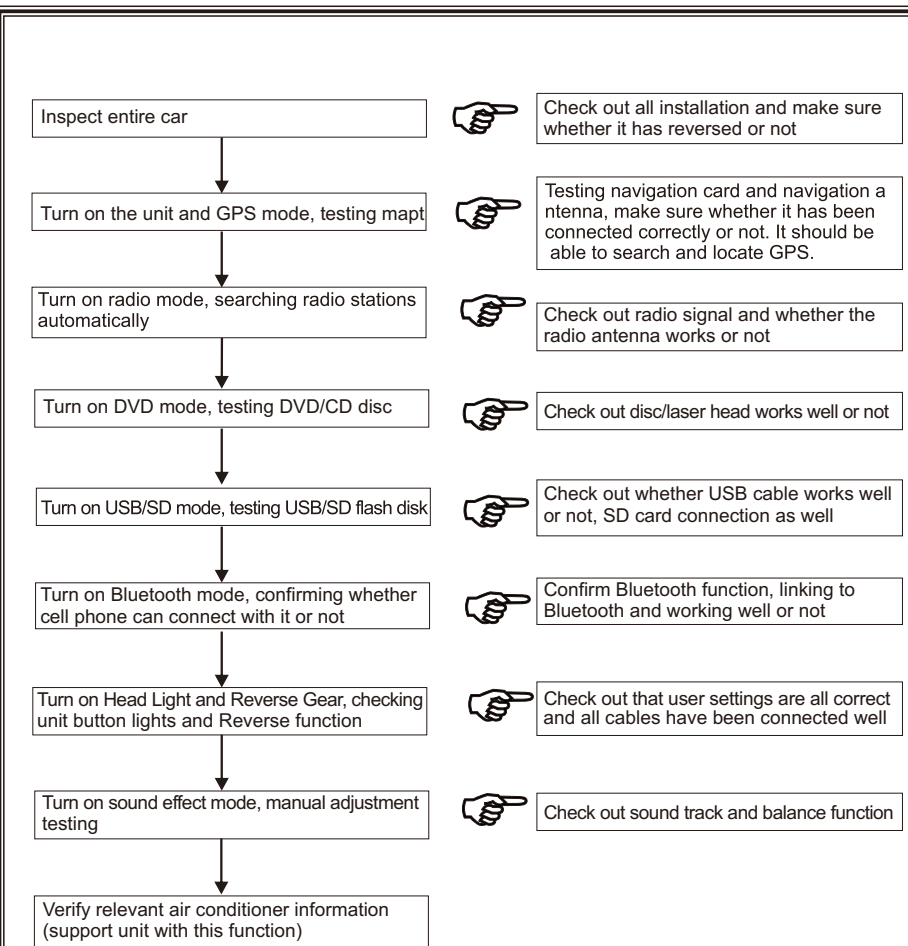 Inspect entire car
Check out all installation and make sure
whether it has reversed or not
Turn on the unit and GPS mode, testing mapt
Testing navigation card and navigation a
ntenna, make sure whether it has been
connected correctly or not. It should be
able to search and locate GPS.
Turn on radio mode, searching radio stations
automatically
Check out radio signal and whether the
radio antenna works or not
Turn on DVD mode, testing DVD/CD disc
Check out disc/laser head works well or not
Turn on USB/SD mode, testing USB/SD flash disk
Check out whether USB cable works well
or not, SD card connection as well
Turn on Bluetooth mode, confirming whether
cell phone can connect with it or not
Confirm Bluetooth function, linking to
Bluetooth and working well or not
Turn on Head Light and Reverse Gear, checking
unit button lights and Reverse function
Check out that user settings are all correct
and all cables have been connected well
Turn on sound effect mode, manual adjustment
testing
Check out sound track and balance function
Verify relevant air conditioner information
(support unit with this function)